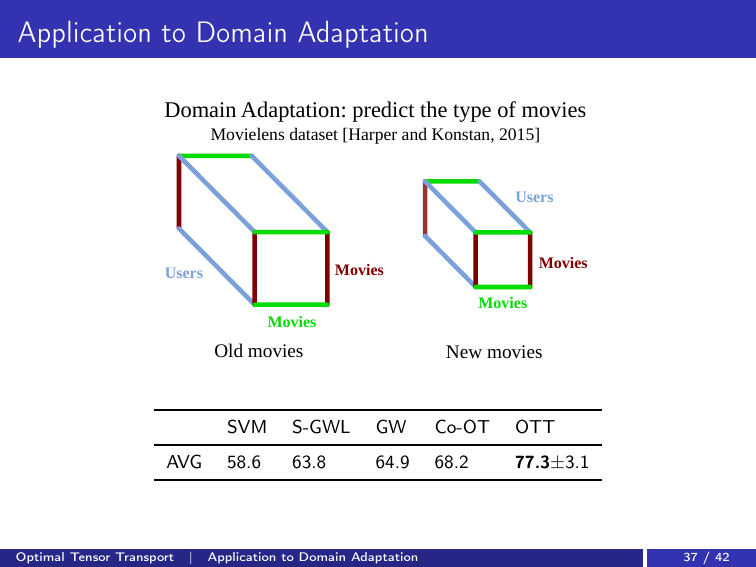 Application to Domain Adaptation
Domain Adaptation: predict the type of movies
Movielens dataset [Harper and Konstan, 2015]
Users
Movies
Movies
Old movies
Users
Movies
Movies
New movies
SVM S-GWL GW Co-OT OTT
AVG 58.6 63.8 64.9 68.2 77.3±3.1
Optimal Tensor Transport | Application to Domain Adaptation 37 / 42